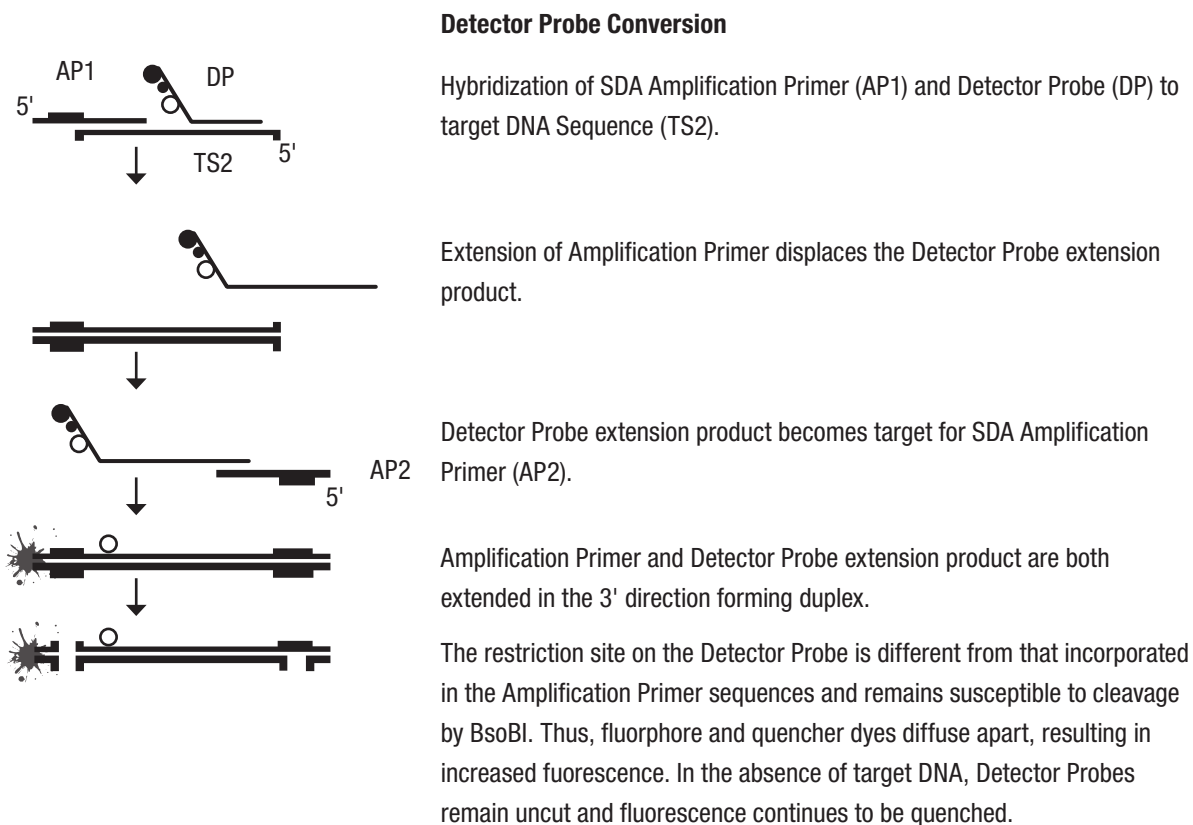 Detector Probe Conversion
AP1
DP
5'
TS2
5'
Hybridization of SDA Amplification Primer (AP1) and Detector Probe (DP) to
target DNA Sequence (TS2).
Extension of Amplification Primer displaces the Detector Probe extension
product.
AP2
5'
Detector Probe extension product becomes target for SDA Amplification
Primer (AP2).
Amplification Primer and Detector Probe extension product are both
extended in the 3' direction forming duplex.
The restriction site on the Detector Probe is different from that incorporated
in the Amplification Primer sequences and remains susceptible to cleavage
by BsoBI. Thus, fluorphore and quencher dyes diffuse apart, resulting in
increased fuorescence. In the absence of target DNA, Detector Probes
remain uncut and fluorescence continues to be quenched.